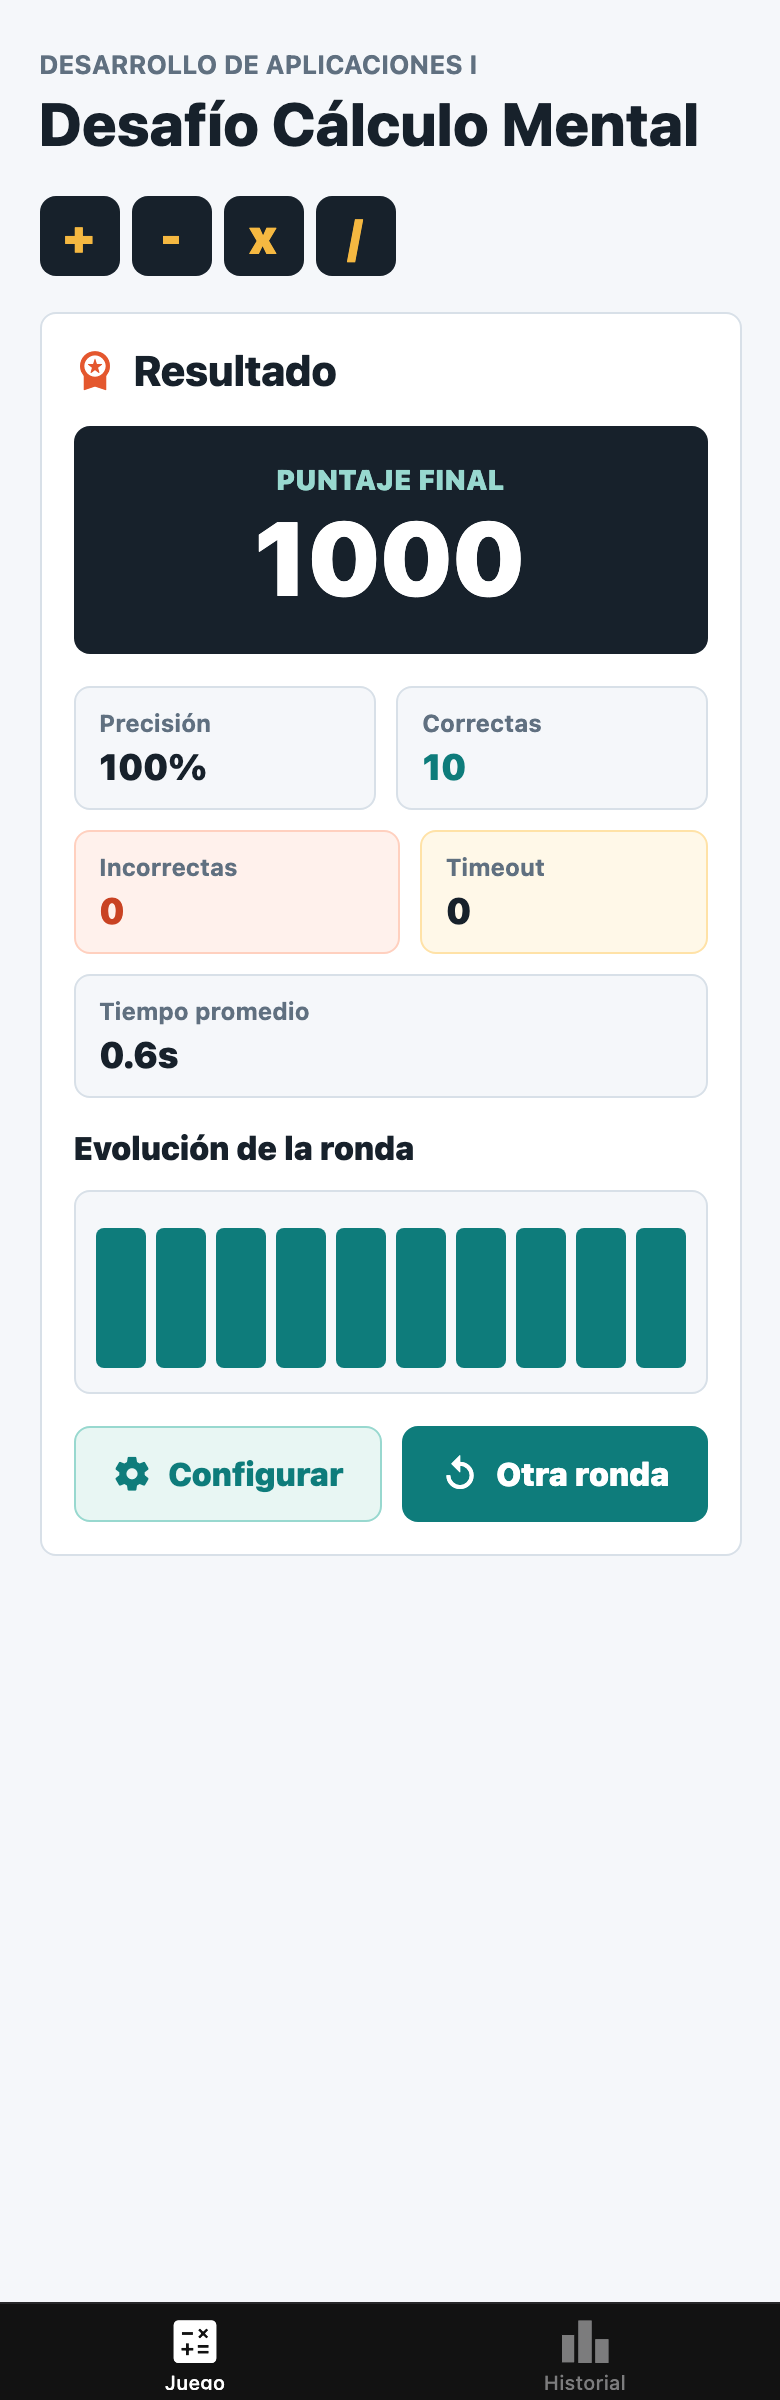 DESARROLLO DE APLICACIONES I
Desafío Cálculo Mental
+ - x /
Resultado
PUNTAJE FINAL
1000
Precisión Correctas
100% 10
Incorrectas Timeout
0 0
Tiempo promedio
0.6s
Evolución de la ronda
Configurar Otra ronda
Juego Historial